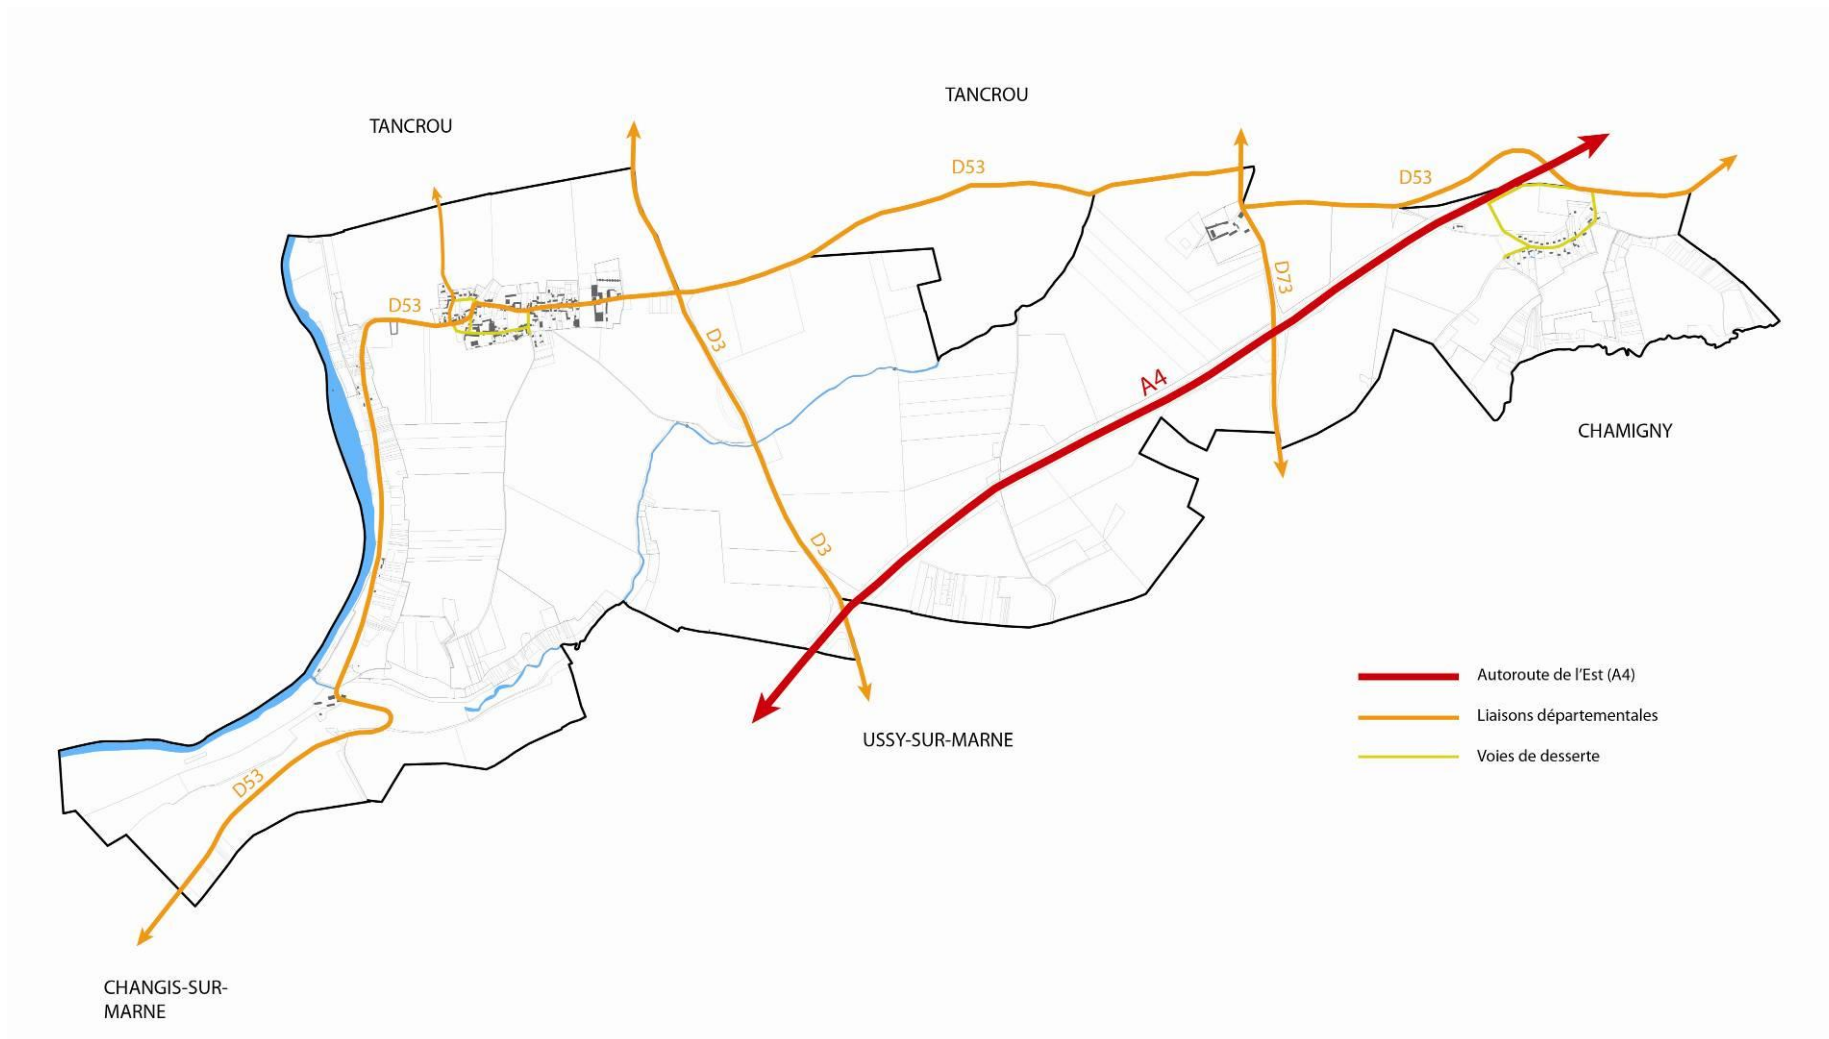 TANCROU
TANCROU
D53
D53
D73
D53
D3
A4
CHAMIGNY
D3
Autoroute de l'Est (A4)
Liaisons départementales
USSY-SUR-MARNE
Voies de desserte
D53
CHANGIS-SUR-
MARNE